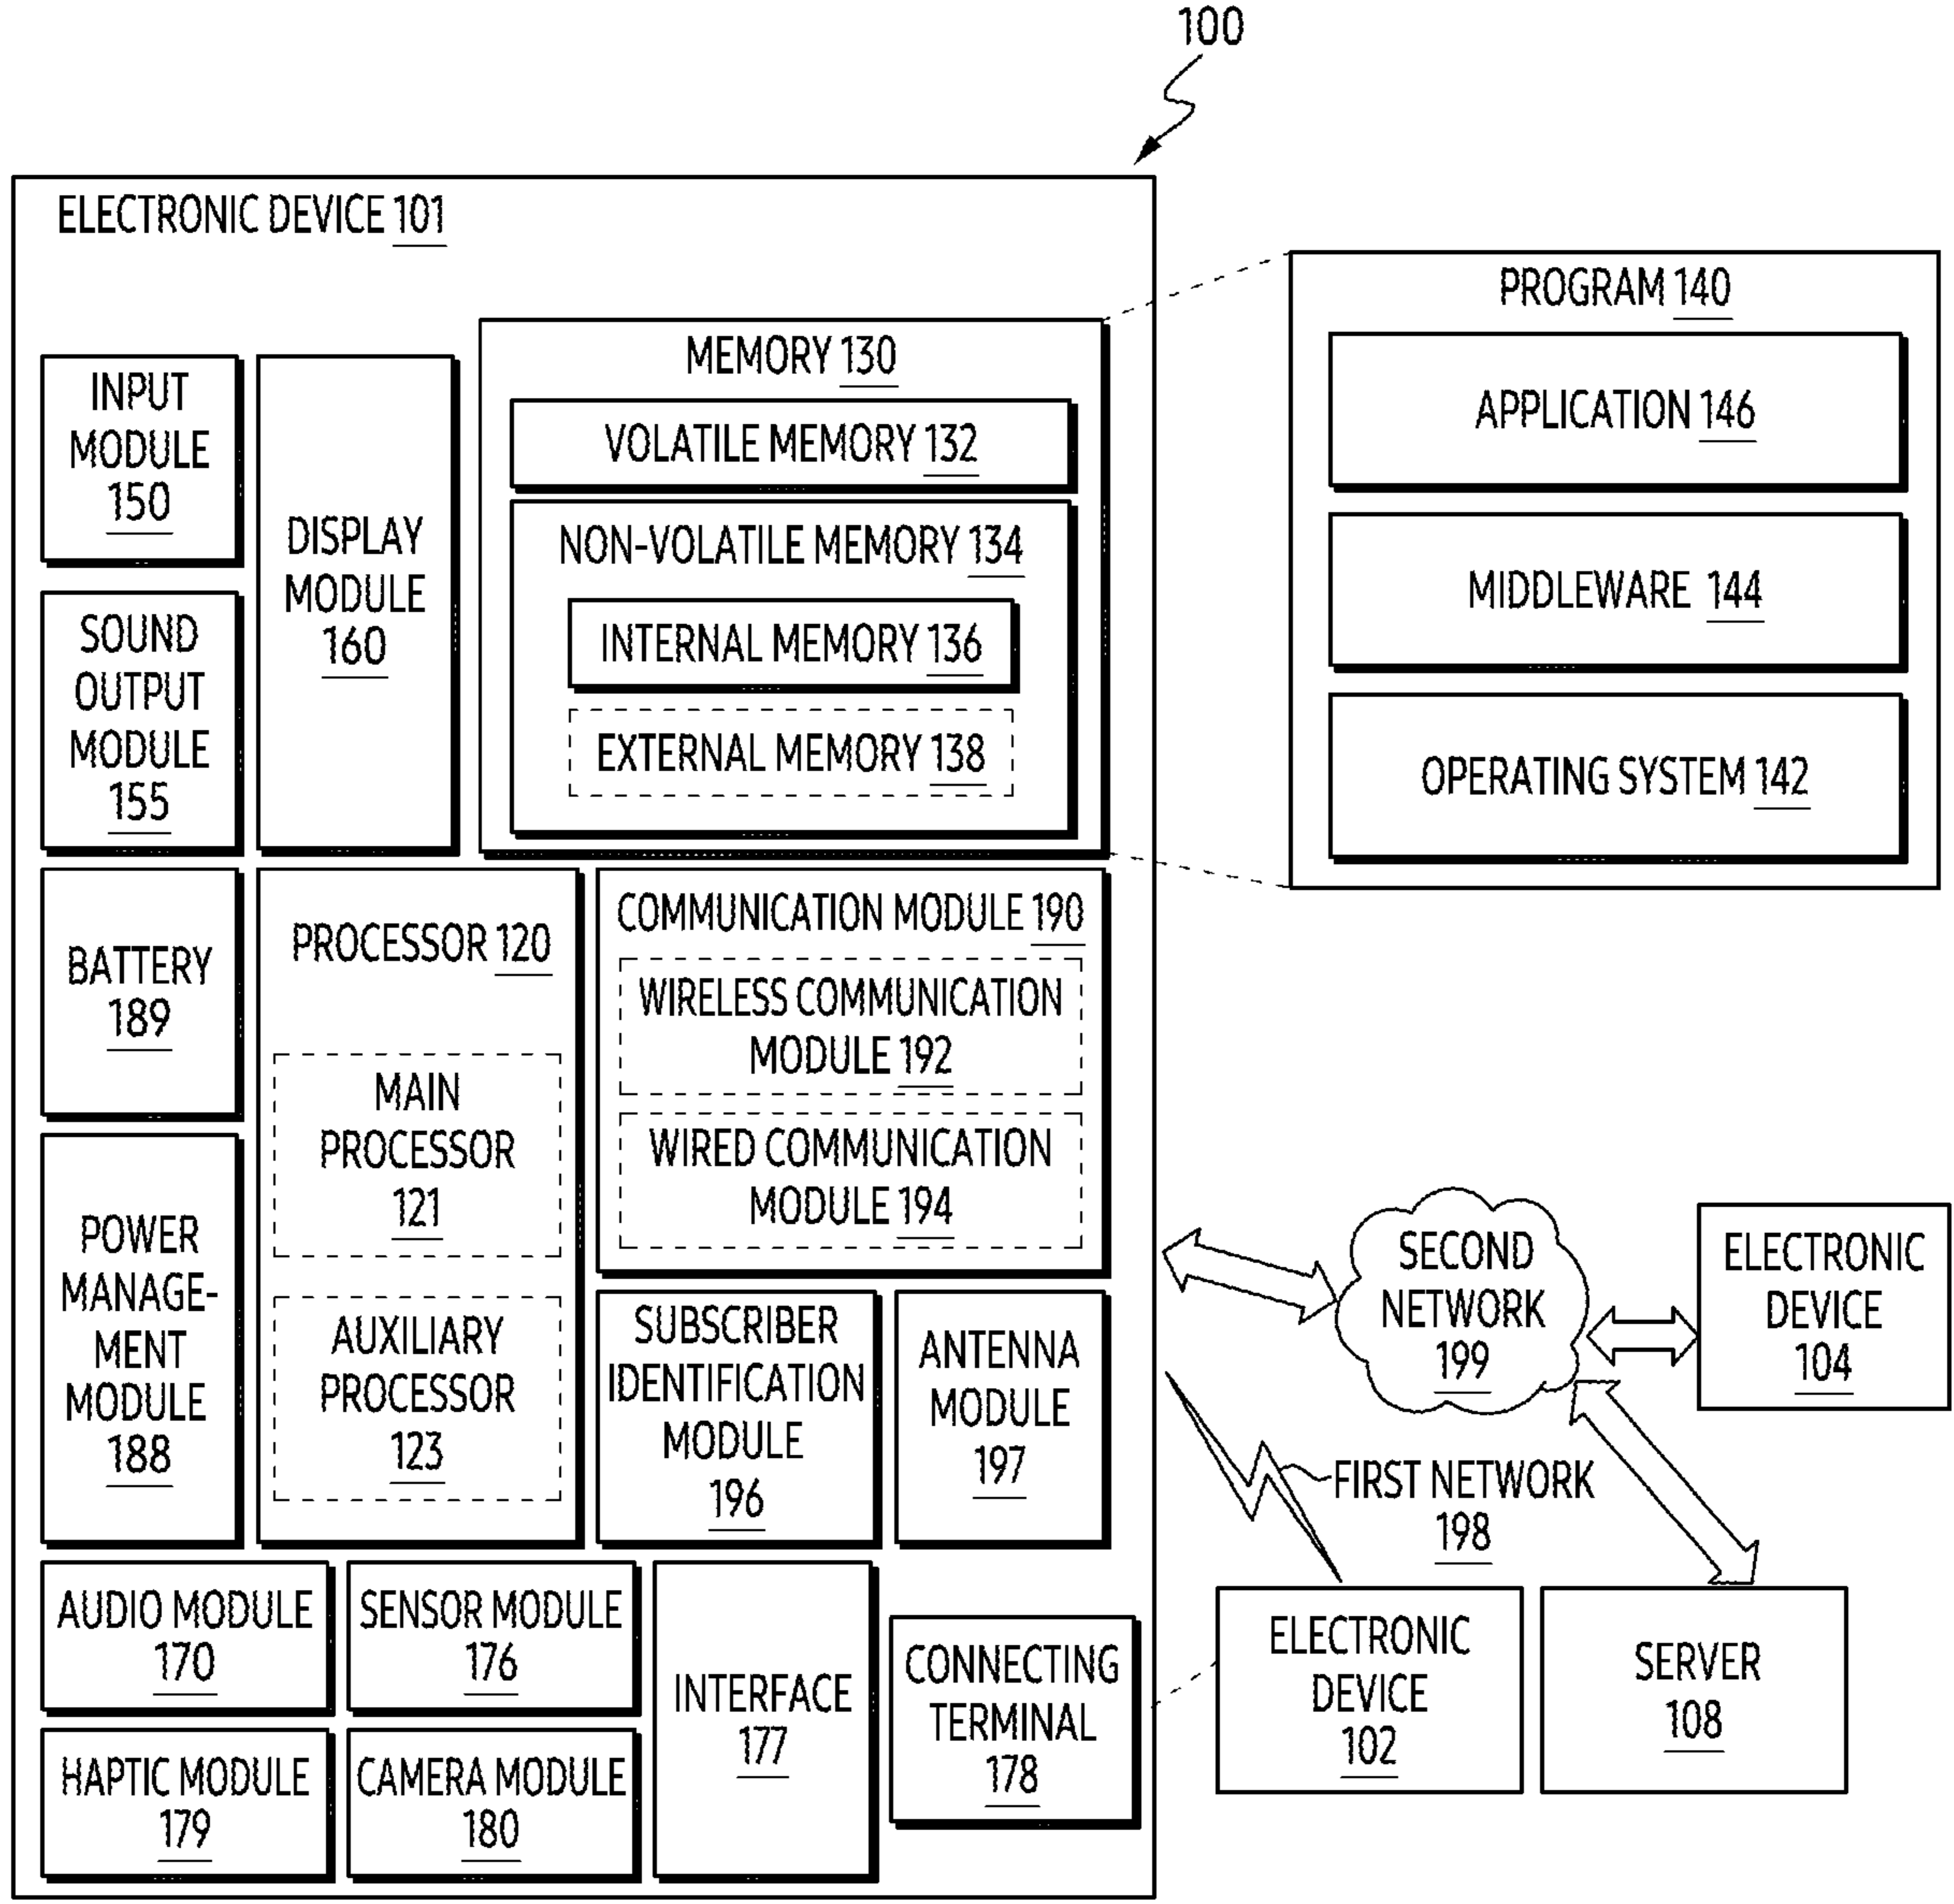 100
ELECTRONIC DEVICE 101
INPUT
MODULE
150
SOUND
OUTPUT
MODULE
155
DISPLAY
MODULE
160
MEMORY 130
VOLATILE MEMORY 132
NON-VOLATILE MEMORY 134
INTERNAL MEMORY 136
EXTERNAL MEMORY 138
PROGRAM 140
APPLICATION 146
MIDDLEWARE 144
OPERATING SYSTEM 142
BATTERY
189
POWER
MANAGE-
MENT
MODULE
188
PROCESSOR 120
MAIN
PROCESSOR
121
AUXILIARY
PROCESSOR
123
COMMUNICATION MODULE 190
WIRELESS COMMUNICATION
MODULE 192
WIRED COMMUNICATION
MODULE 194
SUBSCRIBER
IDENTIFICATION
MODULE
196
ANTENNA
MODULE
197
SECOND
NETWORK
199
ELECTRONIC
DEVICE
104
FIRST NETWORK
198
AUDIO MODULE
170
SENSOR MODULE
176
HAPTIC MODULE
179
CAMERA MODULE
180
INTERFACE
177
CONNECTING
TERMINAL
178
ELECTRONIC
DEVICE
102
SERVER
108